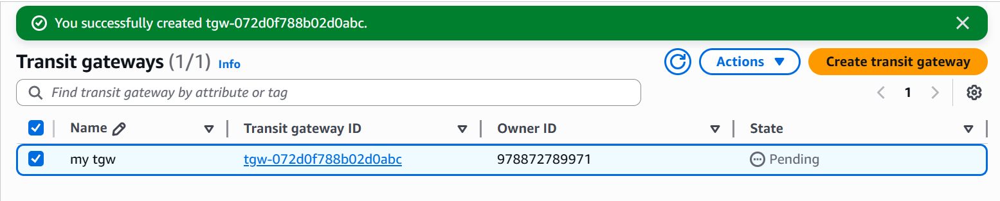 You successfully created tgw-072d0f788b02d0abc.
Transit gateways (1/1) Info Actions Create transit gateway
Find transit gateway by attribute or tag 1
Name Transit gateway ID Owner ID State
my tgw tgw-072d0f788b02d0abc 978872789971 Pending